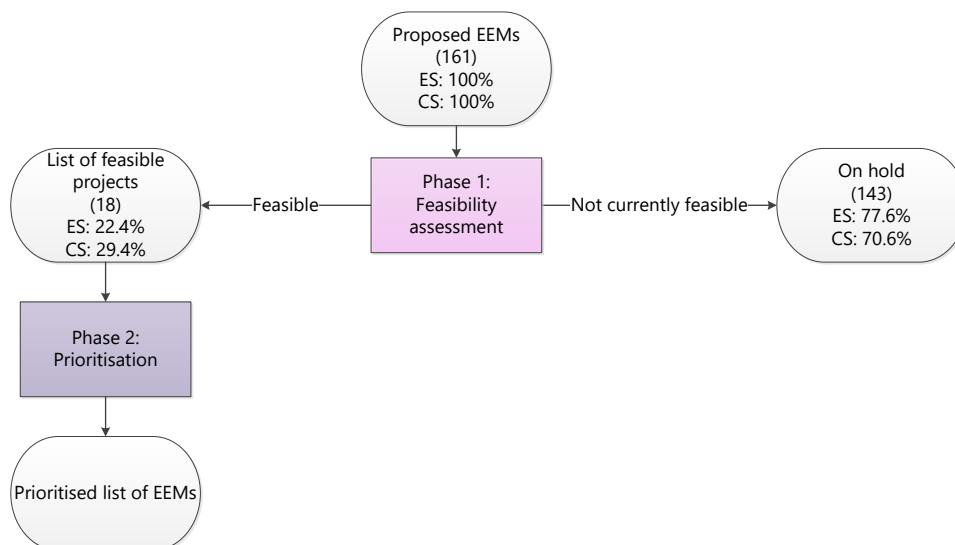 Proposed EEMs
(161)
ES: 100%
CS: 100%
List of feasible
projects
(18)
ES: 22.4%
CS: 29.4%
Feasible
Phase 1:
Feasibility
assessment
Not currently feasible
On hold
(143)
ES: 77.6%
CS: 70.6%
Phase 2:
Prioritisation
Prioritised list of EEMs